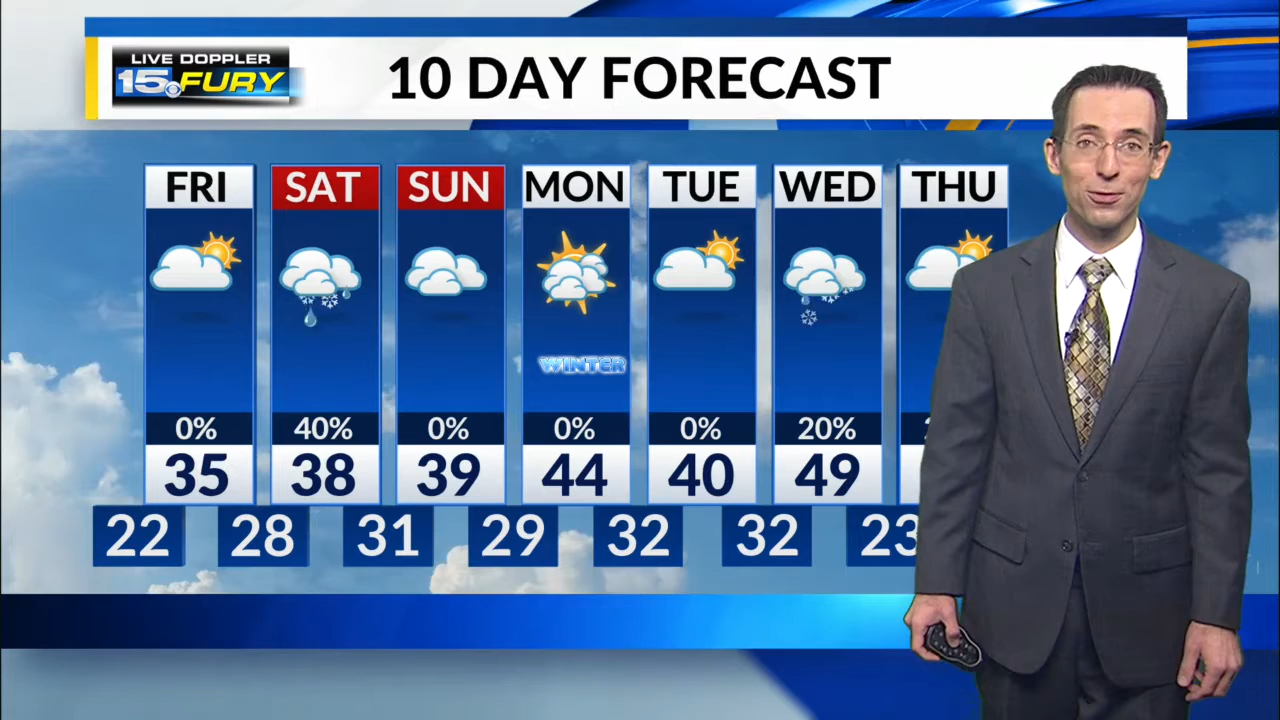 LIVE DOPPLER
15 FURY
10 DAY FORECAST
FRI SAT SUN MON TUE WED THU
WINTER
0% 40% 0% 0% 0% 20%
35 38 39 44 40 49
22 28 31 29 32 32 23